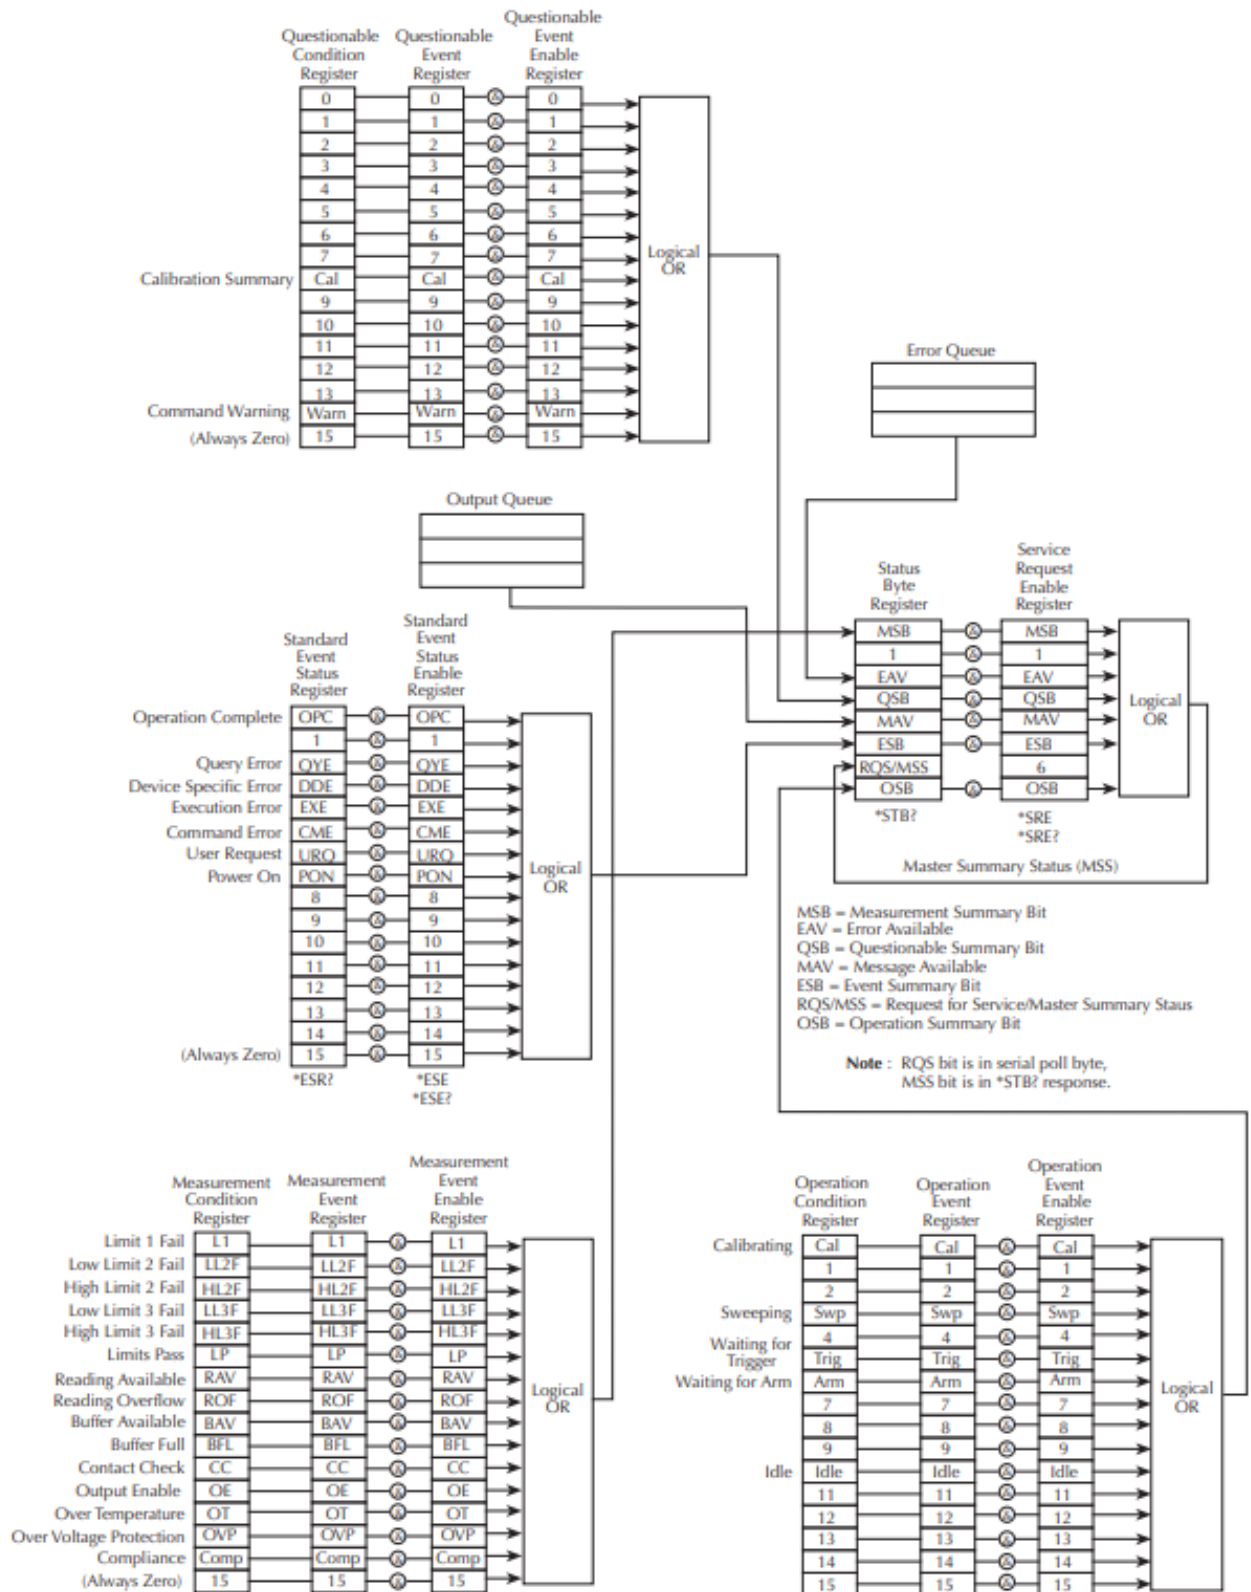 Questionable Condition Register
Questionable Event Register
Questionable Event Enable Register
0 & 0 & 0
1 1 & 1
2 2 & 2
3 3 & 3
4 4 & 4
5 5 & 5
6 6 & 6
7 7 & 7
Calibration Summary Cal Cal & Cal
9 9 & 9
10 10 & 10
11 11 & 11
12 12 & 12
13 13 & 13
Command Warning Warn Warn & Warn
(Always Zero) 15 15 & 15
Logical OR
Error Queue
Output Queue
Status Byte Register
Service Request Enable Register
MSB & MSB
1 & 1
EAV & EAV
QSB & QSB
MAV & MAV
ESB & ESB
RQS/MSS 6
OSB & OSB
*STB?
*SRE
*SRE?
Logical OR
Master Summary Status (MSS)
MSB = Measurement Summary Bit
EAV = Error Available
QSB = Questionable Summary Bit
MAV = Message Available
ESB = Event Summary Bit
RQS/MSS = Request for Service/Master Summary Staus
OSB = Operation Summary Bit
Note : RQS bit is in serial poll byte,
MSS bit is in *STB? response.
Standard Event Status Register
Standard Event Status Enable Register
Operation Complete OPC & OPC
1 & 1
Query Error QYE & QYE
Device Specific Error DDE & DDE
Execution Error EXE & EXE
Command Error CME & CME
User Request URQ & URQ
Power On PON & PON
8 & 8
9 & 9
10 & 10
11 & 11
12 & 12
13 & 13
14 & 14
(Always Zero) 15 & 15
*ESR?
*ESE
*ESE?
Logical OR
Measurement Condition Register
Measurement Event Register
Measurement Event Enable Register
Limit 1 Fail L1 L1 & L1
Low Limit 2 Fail LL2F LL2F & LL2F
High Limit 2 Fail HL2F HL2F & HL2F
Low Limit 3 Fail LL3F LL3F & LL3F
High Limit 3 Fail HL3F HL3F & HL3F
Limits Pass LP LP & LP
Reading Available RAV RAV & RAV
Reading Overflow ROF ROF & ROF
Buffer Available BAV BAV & BAV
Buffer Full BFL BFL & BFL
Contact Check CC CC & CC
Output Enable OE OE & OE
Over Temperature OT OT & OT
Over Voltage Protection OVP OVP & OVP
Compliance Comp Comp & Comp
(Always Zero) 15 15 & 15
Logical OR
Operation Condition Register
Operation Event Register
Operation Event Enable Register
Calibrating Cal Cal & Cal
1 1 & 1
2 2 & 2
Sweeping Swp Swp & Swp
4 4 & 4
Waiting for Trigger Trig Trig & Trig
Waiting for Arm Arm Arm & Arm
7 7 & 7
8 8 & 8
9 9 & 9
Idle Idle Idle & Idle
11 11 & 11
12 12 & 12
13 13 & 13
14 14 & 14
15 15 & 15
Logical OR